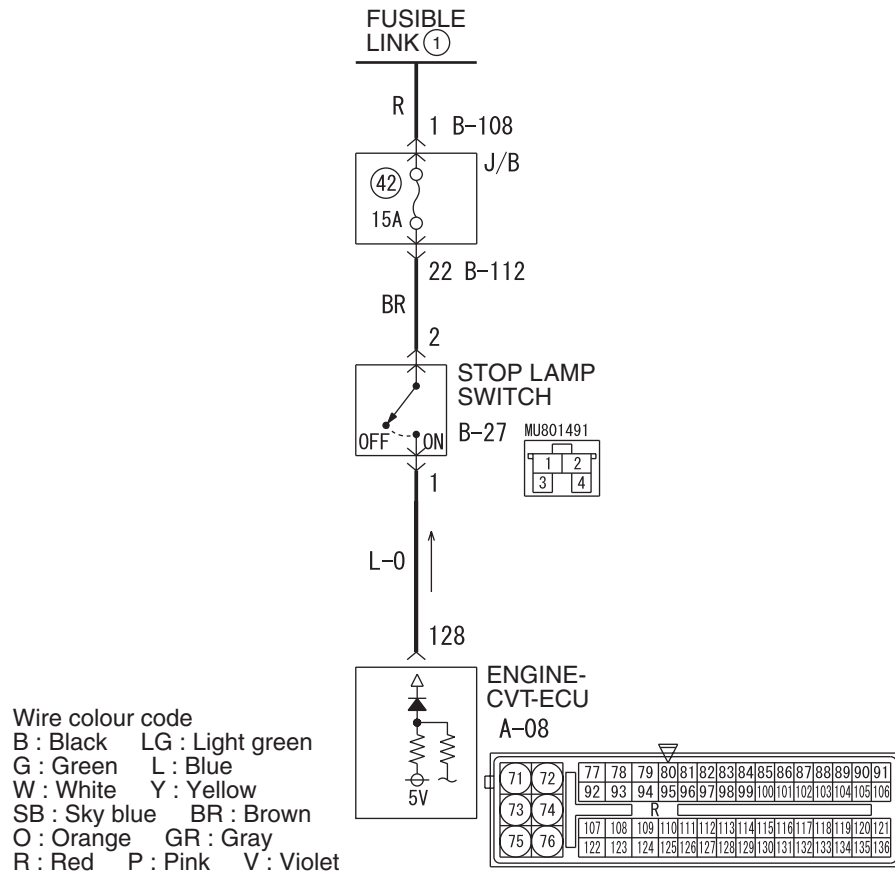 FUSIBLE
LINK 1
R
1 B-108
J/B
42
15A
22 B-112
BR
2
STOP LAMP
SWITCH
OFF ON
B-27
MU801491
1 2
3 4
1
L-O
128
ENGINE-
CVT-ECU
A-08
5V
Wire colour code
B : Black LG : Light green
G : Green L : Blue
W : White Y : Yellow
SB : Sky blue BR : Brown
O : Orange GR : Gray
R : Red P : Pink V : Violet
71 72
73 74
75 76
77 78 79 80 81 82 83 84 85 86 87 88 89 90 91
92 93 94 95 96 97 98 99 100 101 102 103 104 105 106
R
107 108 109 110 111 112 113 114 115 116 117 118 119 120 121
122 123 124 125 126 127 128 129 130 131 132 133 134 135 136